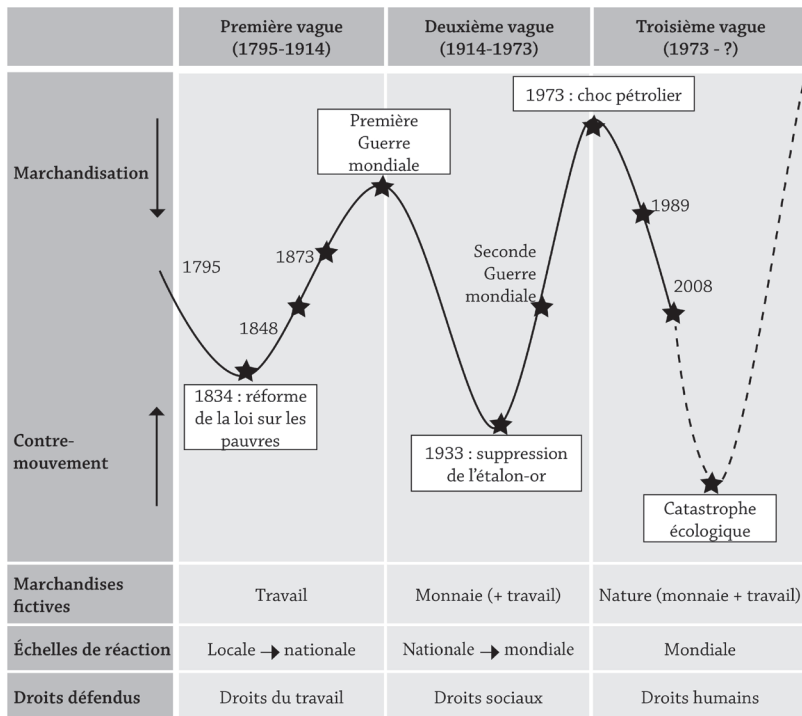 Première vague
(1795-1914)
Deuxième vague
(1914-1973)
Troisième vague
(1973 - ?)
Marchandisation
1795
1834 : réforme
de la loi sur les
pauvres
1848
1873
Première
Guerre
mondiale
1933 : suppression
de l'étalon-or
Seconde
Guerre
mondiale
1973 : choc pétrolier
1989
2008
Catastrophe
écologique
Contre-
mouvement
Marchandises
fictives
Travail
Monnaie (+ travail)
Nature (monnaie + travail)
Échelles de réaction
Locale → nationale
Nationale → mondiale
Mondiale
Droits défendus
Droits du travail
Droits sociaux
Droits humains